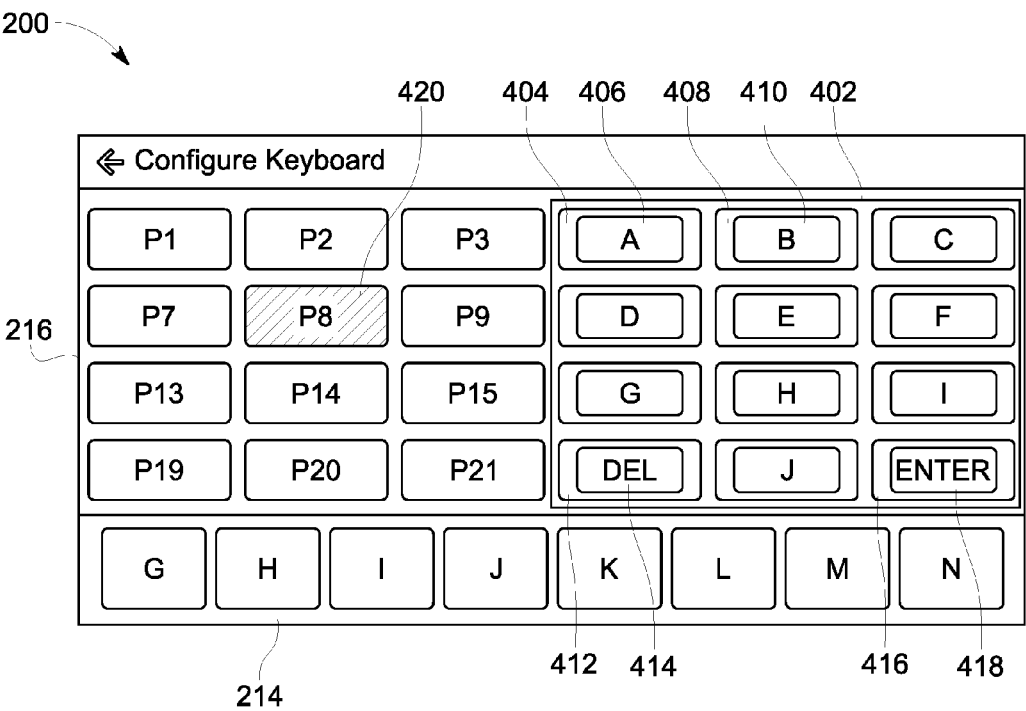 200
420 404 406 408 410 402
Configure Keyboard
P1 P2 P3 A B C
P7 P8 P9 D E F
216
P13 P14 P15 G H I
P19 P20 P21 DEL J ENTER
G H I J K L M N
412 414 416 418
214